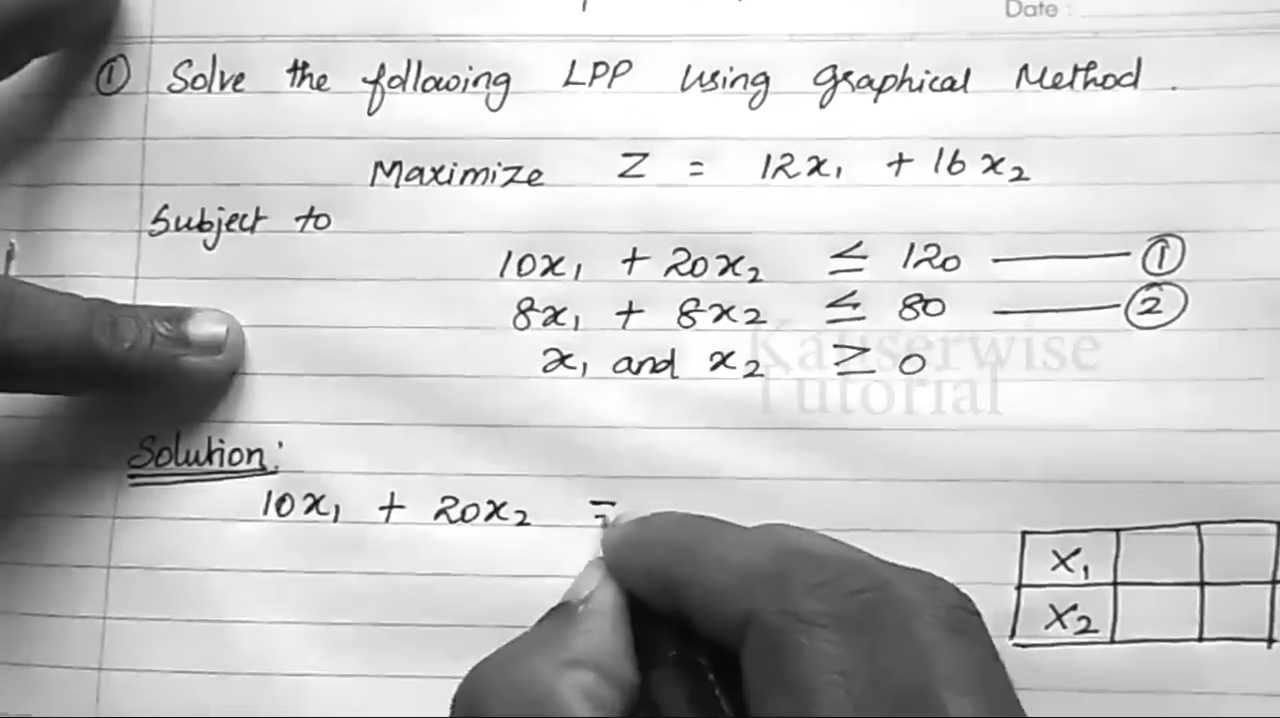 Date :
① Solve the following LPP using graphical Method.
Maximize Z = 12x₁ + 16x₂
Subject to
10x₁ + 20x₂ ≤ 120 —— ①
8x₁ + 8x₂ ≤ 80 —— ②
x₁ and x₂ ≥ 0
Kauserwise
Tutorial
Solution:
10x₁ + 20x₂ =
x₁
x₂